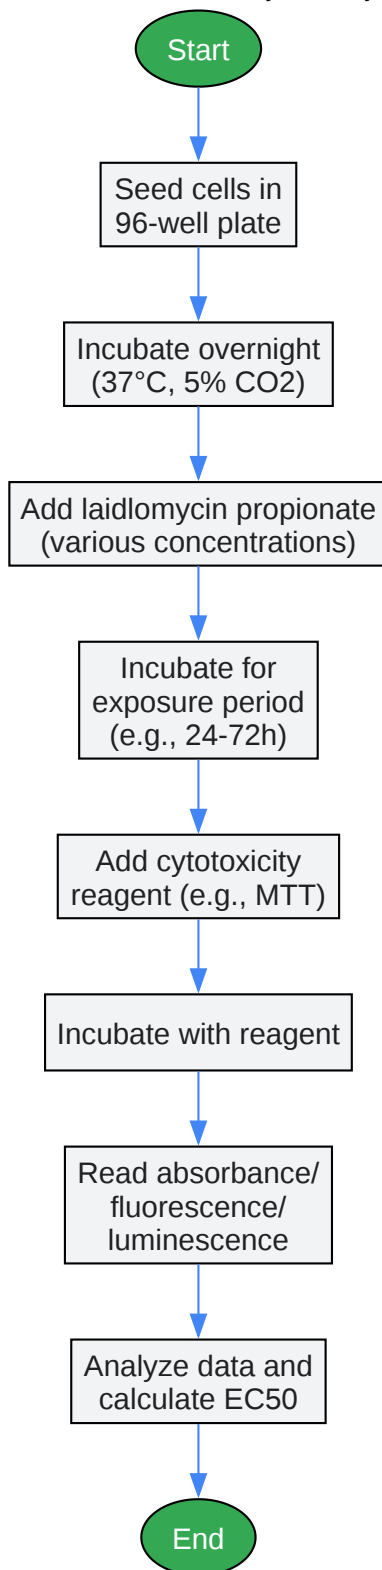 Start
Seed cells in
96-well plate
Incubate overnight
(37°C, 5% CO2)
Add laidlomycin propionate
(various concentrations)
Incubate for
exposure period
(e.g., 24-72h)
Add cytotoxicity
reagent (e.g., MTT)
Incubate with reagent
Read absorbance/
fluorescence/
luminescence
Analyze data and
calculate EC50
End